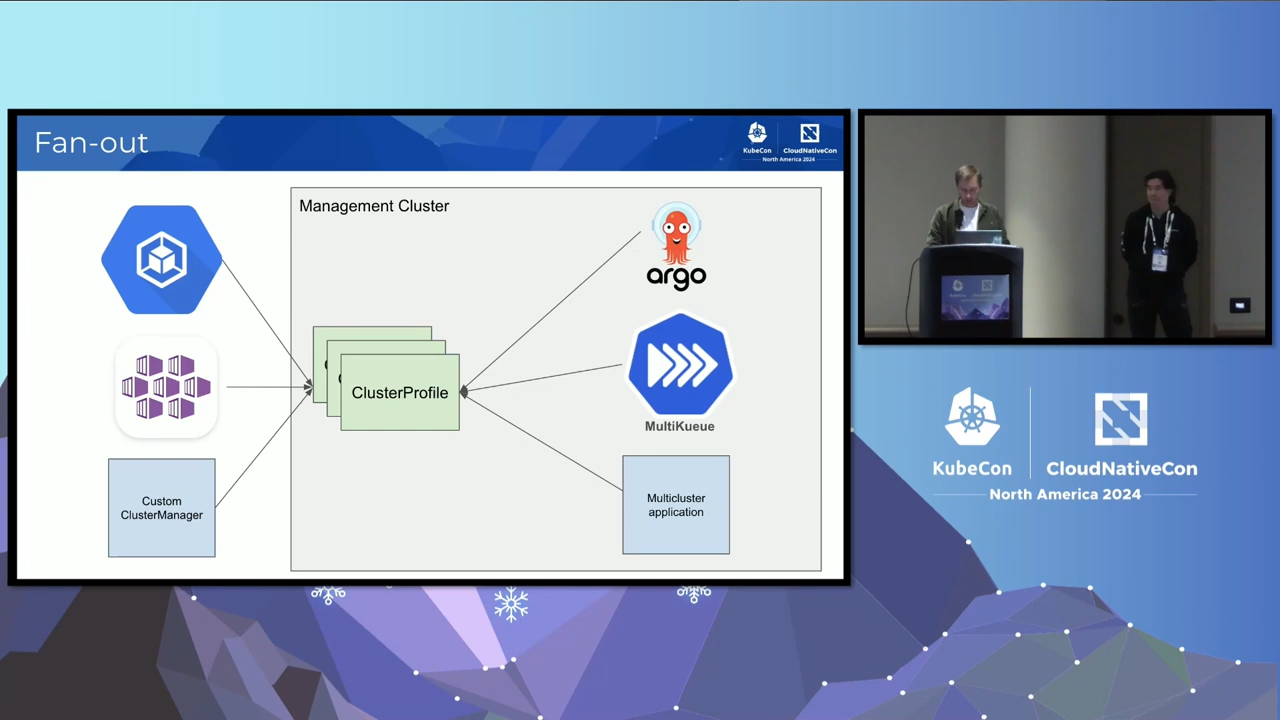 Fan-out
KubeCon
CloudNativeCon
North America 2024
Management Cluster
argo
ClusterProfile
MultiKueue
Custom
ClusterManager
Multicluster
application
KubeCon
CloudNativeCon
North America 2024